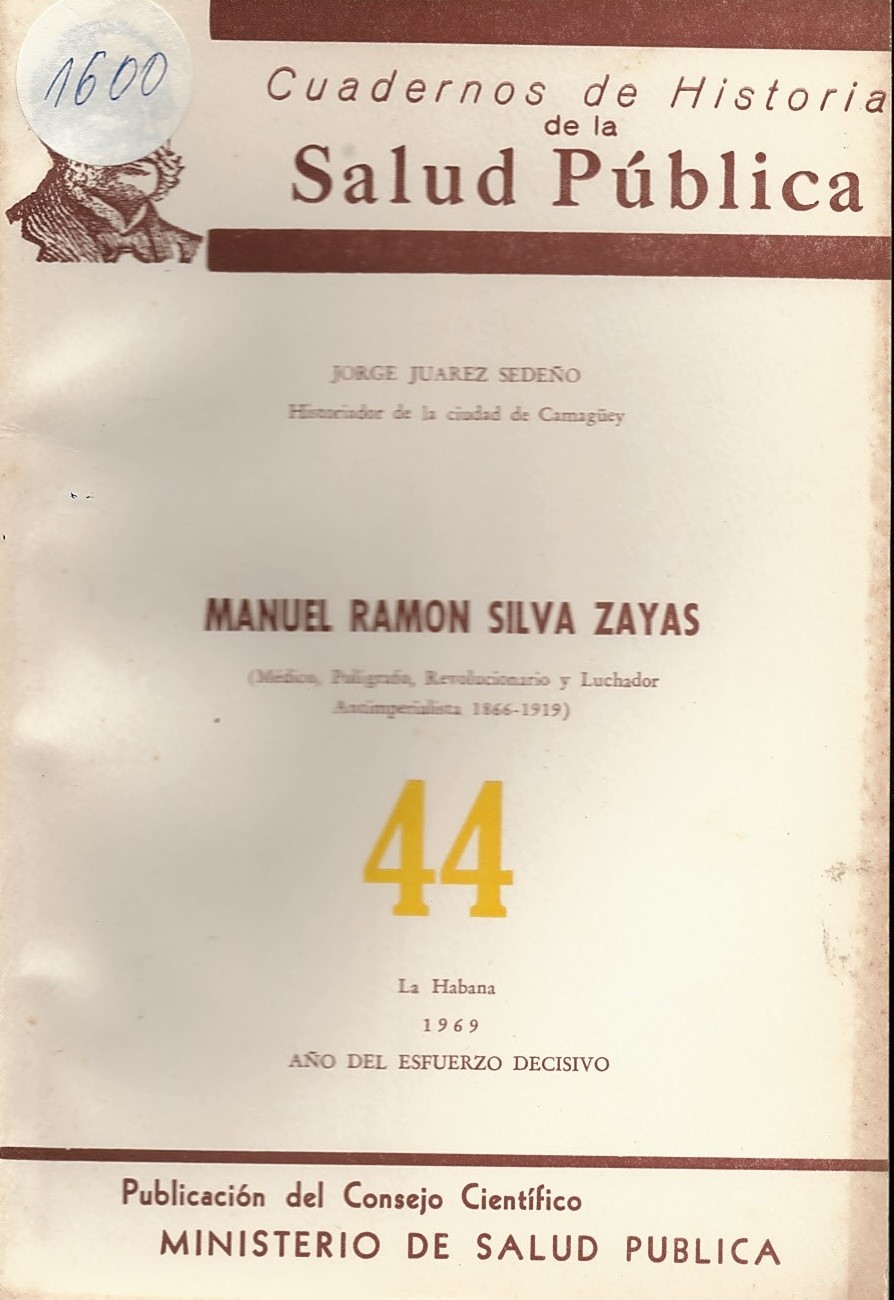 1600
Cuadernos de Historia
de la
Salud Pública
JORGE JUAREZ SEDEÑO
Historiador de la ciudad de Camagüey
MANUEL RAMON SILVA ZAYAS
(Médico, Polígrafo, Revolucionario y Luchador
Antimperialista 1866-1919)
44
La Habana
1969
AÑO DEL ESFUERZO DECISIVO
Publicación del Consejo Científico
MINISTERIO DE SALUD PUBLICA